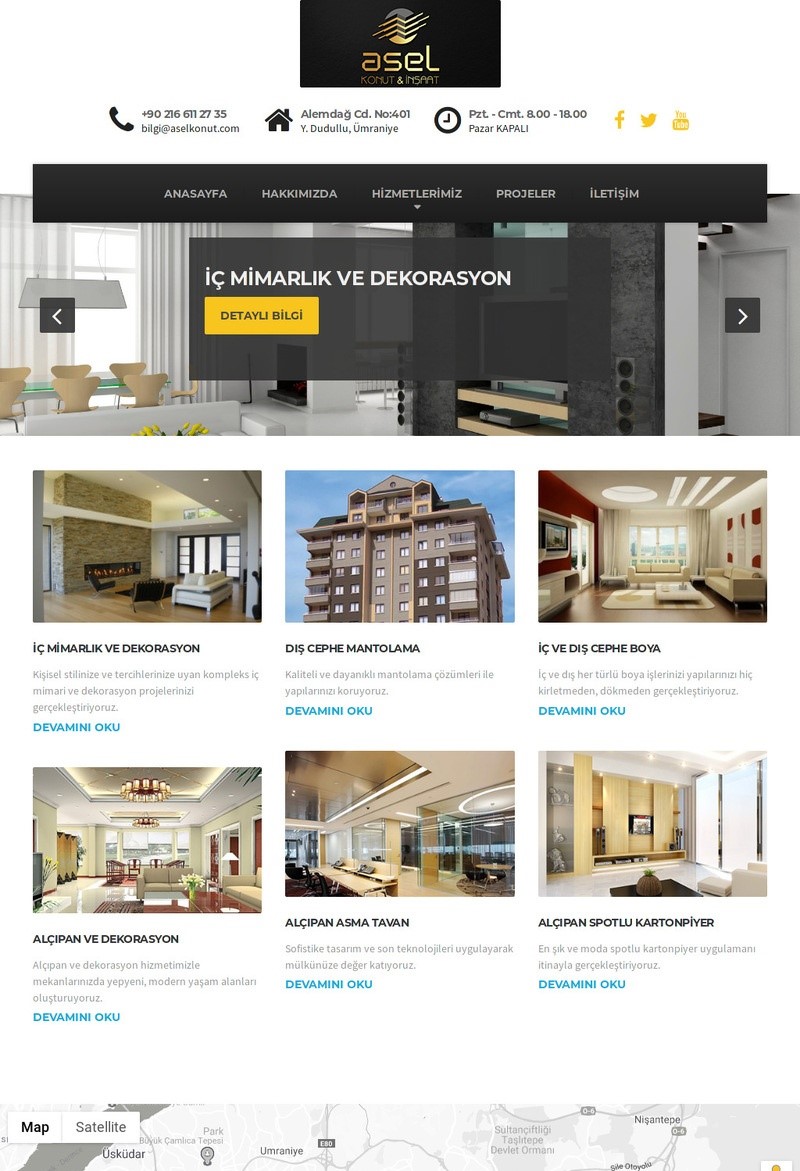 asel
KONUT & İNŞAAT
+90 216 611 27 35
bilgi@aselkonut.com
Alemdağ Cd. No:401
Y. Dudullu, Ümraniye
Pzt. - Cmt. 8.00 - 18.00
Pazar KAPALI
You
Tube
ANASAYFA HAKKIMIZDA HİZMETLERİMİZ PROJELER İLETİŞİM
İÇ MİMARLIK VE DEKORASYON
DETAYLI BİLGİ
İÇ MİMARLIK VE DEKORASYON
Kişisel stilinize ve tercihlerinize uyan kompleks iç
mimari ve dekorasyon projelerinizi
gerçekleştiriyoruz.
DEVAMINI OKU
DIŞ CEPHE MANTOLAMA
Kaliteli ve dayanıklı mantolama çözümleri ile
yapılarınızı koruyoruz.
DEVAMINI OKU
İÇ VE DIŞ CEPHE BOYA
İç ve dış her türlü boya işlerinizi yapılarınızı hiç
kirletmeden, dökmeden gerçekleştiriyoruz.
DEVAMINI OKU
ALÇIPAN VE DEKORASYON
Alçıpan ve dekorasyon hizmetimizle
mekanlarınızda yepyeni, modern yaşam alanları
oluşturuyoruz.
DEVAMINI OKU
ALÇIPAN ASMA TAVAN
Sofistike tasarım ve son teknolojileri uygulayarak
mülkünüze değer katıyoruz.
DEVAMINI OKU
ALÇIPAN SPOTLU KARTONPİYER
En şık ve moda spotlu kartonpiyer uygulamanı
itinayla gerçekleştiriyoruz.
DEVAMINI OKU
Map Satellite
Park
Büyük Çamlıca Tepesi
Üsküdar
Umraniye
E80
Sultançiftliği
Taşlıtepe
Devlet Ormanı
O-6
Nişantepe
O-6
Şile Otoyolu